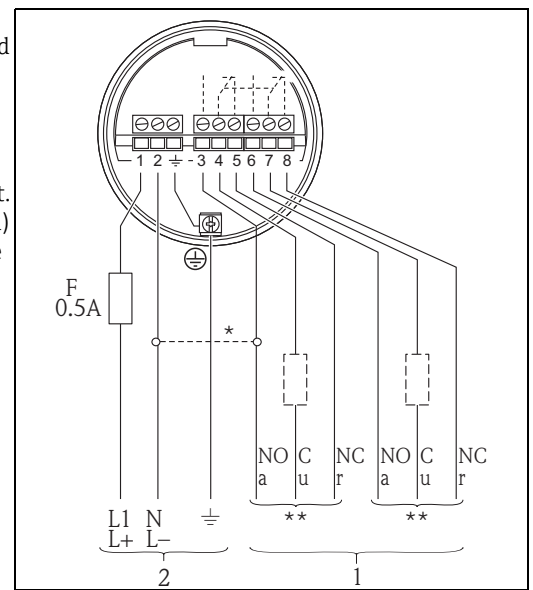 d
t.
)
e
1 2 ⏚ - 3 4 5 6 7 8
F
0.5A
*
NO C NC NO C NC
a u r a u r
L1 N ⏚ ** **
L+ L–
2 1